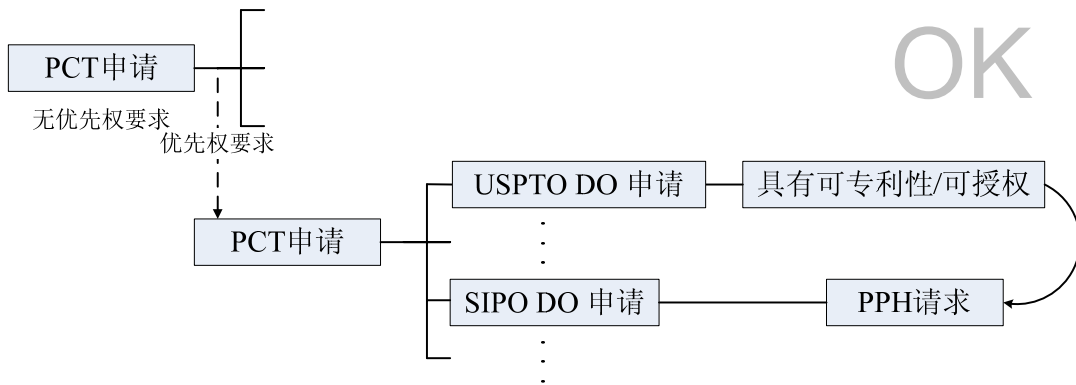 OK
PCT申请
无优先权要求
优先权要求
USPTO DO 申请
具有可专利性/可授权
PCT申请
SIPO DO 申请
PPH请求